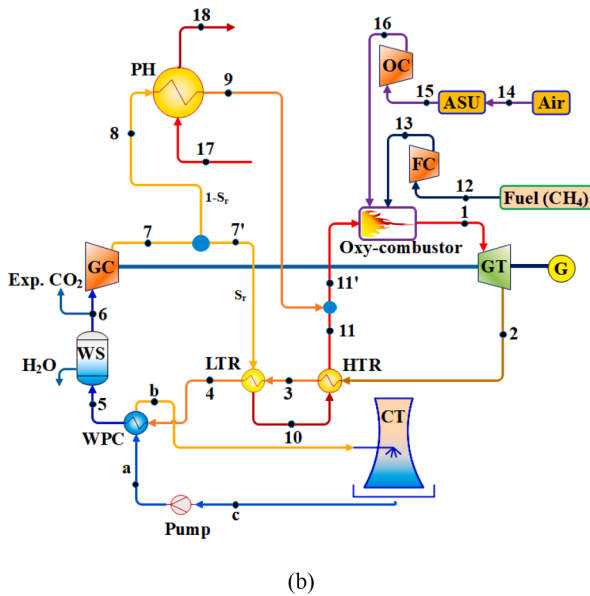 18
16
PH
OC
9
15
14
ASU
Air
8
13
FC
17
12
Fuel (CH₄)
1-Sᵣ
1
7
7'
Oxy-combustor
GC
GT
G
Exp. CO₂
11'
6
Sᵣ
11
2
WS
LTR
HTR
H₂O
b
4
3
5
CT
WPC
10
a
c
Pump
(b)